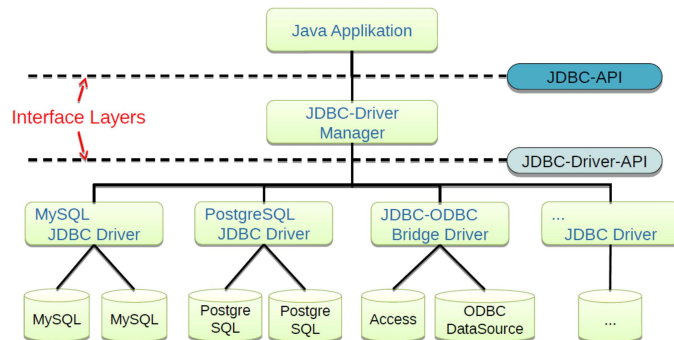 Java Applikation
JDBC-API
Interface Layers
JDBC-Driver
Manager
JDBC-Driver-API
MySQL
JDBC Driver
PostgreSQL
JDBC Driver
JDBC-ODBC
Bridge Driver
...
JDBC Driver
MySQL
MySQL
Postgre
SQL
Postgre
SQL
Access
ODBC
DataSource
...